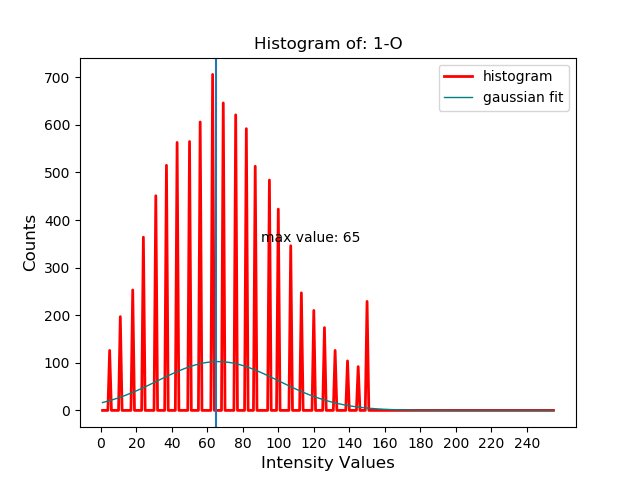 Histogram of: 1-O
histogram
gaussian fit
max value: 65
Counts
700
600
500
400
300
200
100
0
0 20 40 60 80 100 120 140 160 180 200 220 240
Intensity Values